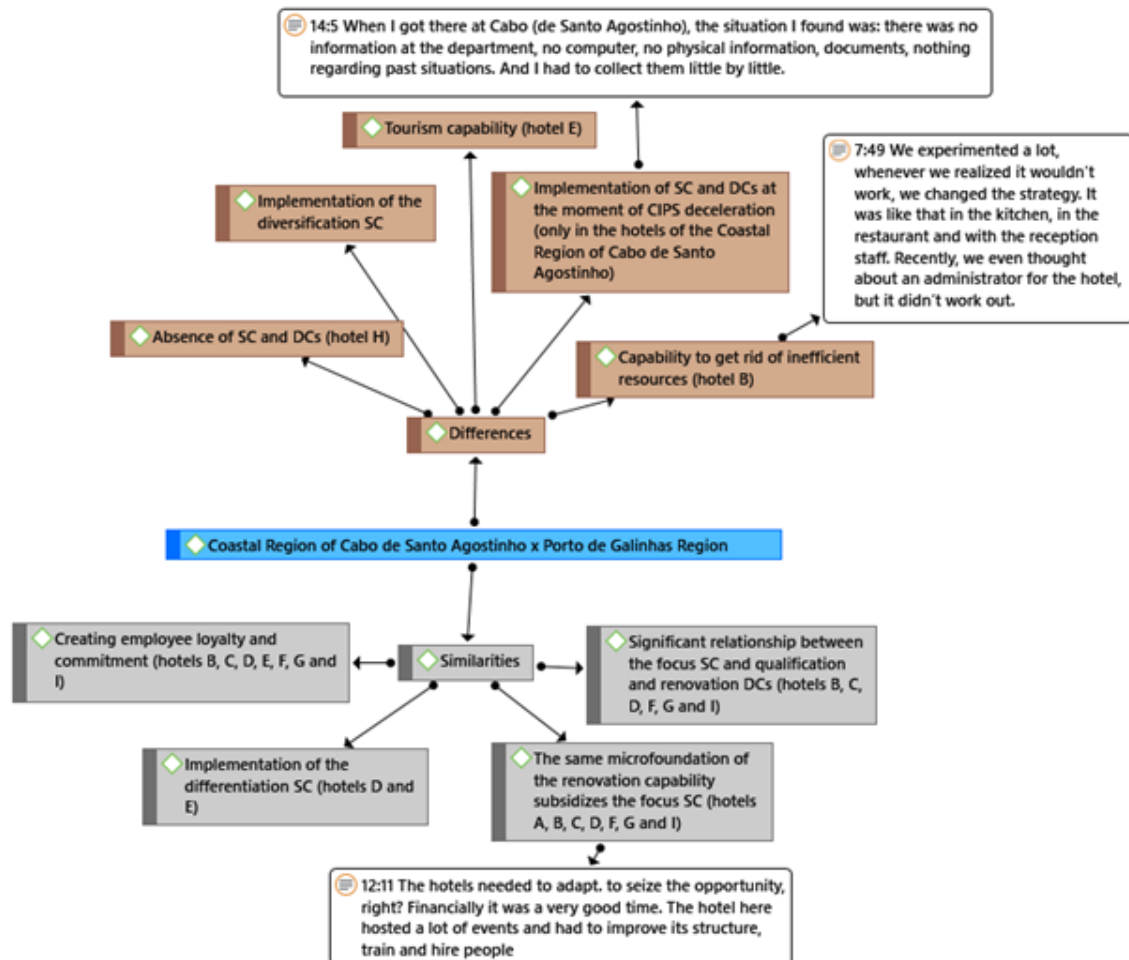 14:5 When I got there at Cabo (de Santo Agostinho), the situation I found was: there was no
information at the department, no computer, no physical information, documents, nothing
regarding past situations. And I had to collect them little by little.
Tourism capability (hotel E)
7:49 We experimented a lot,
whenever we realized it wouldn't
work, we changed the strategy. It
was like that in the kitchen, in the
restaurant and with the reception
staff. Recently, we even thought
about an administrator for the hotel,
but it didn't work out.
Implementation of the
diversification SC
Implementation of SC and DCs at
the moment of CIPS deceleration
(only in the hotels of the Coastal
Region of Cabo de Santo
Agostinho)
Absence of SC and DCs (hotel H)
Capability to get rid of inefficient
resources (hotel B)
Differences
Coastal Region of Cabo de Santo Agostinho x Porto de Galinhas Region
Creating employee loyalty and
commitment (hotels B, C, D, E, F, G and
I)
Similarities
Significant relationship between
the focus SC and qualification
and renovation DCs (hotels B, C,
D, F, G and I)
Implementation of the
differentiation SC (hotels D and
E)
The same microfoundation of
the renovation capability
subsidizes the focus SC (hotels
A, B, C, D, F, G and I)
12:11 The hotels needed to adapt. to seize the opportunity,
right? Financially it was a very good time. The hotel here
hosted a lot of events and had to improve its structure,
train and hire people